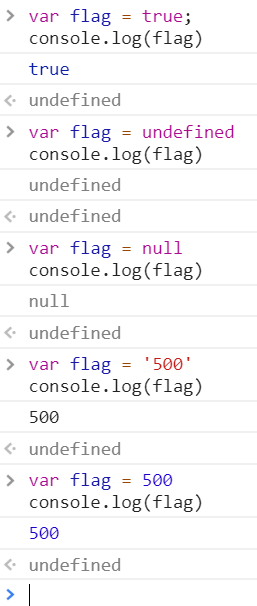 var flag = true;
console.log(flag)
true
undefined
var flag = undefined
console.log(flag)
undefined
undefined
var flag = null
console.log(flag)
null
undefined
var flag = '500'
console.log(flag)
500
undefined
var flag = 500
console.log(flag)
500
undefined